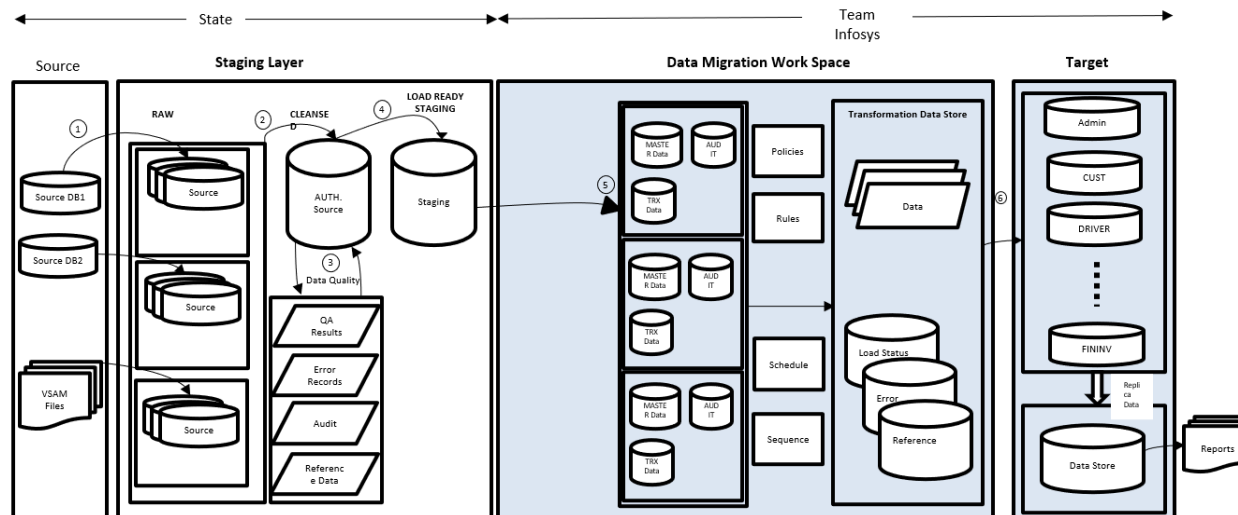 State
Team
Infosys
Source
Staging Layer
Data Migration Work Space
Target
RAW
CLEANSE
D
LOAD READY
STAGING
1
2
4
Source
Source DB1
Source DB2
VSAM
Files
Source
Source
AUTH.
Source
Staging
3
Data Quality
QA
Results
Error
Records
Audit
Referenc
e Data
5
MASTE
R Data
AUD
IT
TRX
Data
MASTE
R Data
AUD
IT
TRX
Data
MASTE
R Data
AUD
IT
TRX
Data
Policies
Rules
Schedule
Sequence
Transformation Data Store
Data
Load Status
Error
Reference
6
Admin
CUST
DRIVER
FININV
Repli
ca
Data
Data Store
Reports